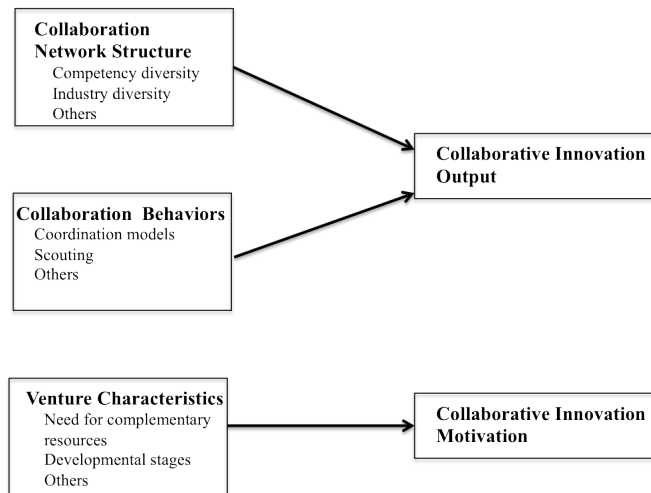 Collaboration
Network Structure
Competency diversity
Industry diversity
Others
Collaborative Innovation
Output
Collaboration Behaviors
Coordination models
Scouting
Others
Venture Characteristics
Need for complementary
resources
Developmental stages
Others
Collaborative Innovation
Motivation